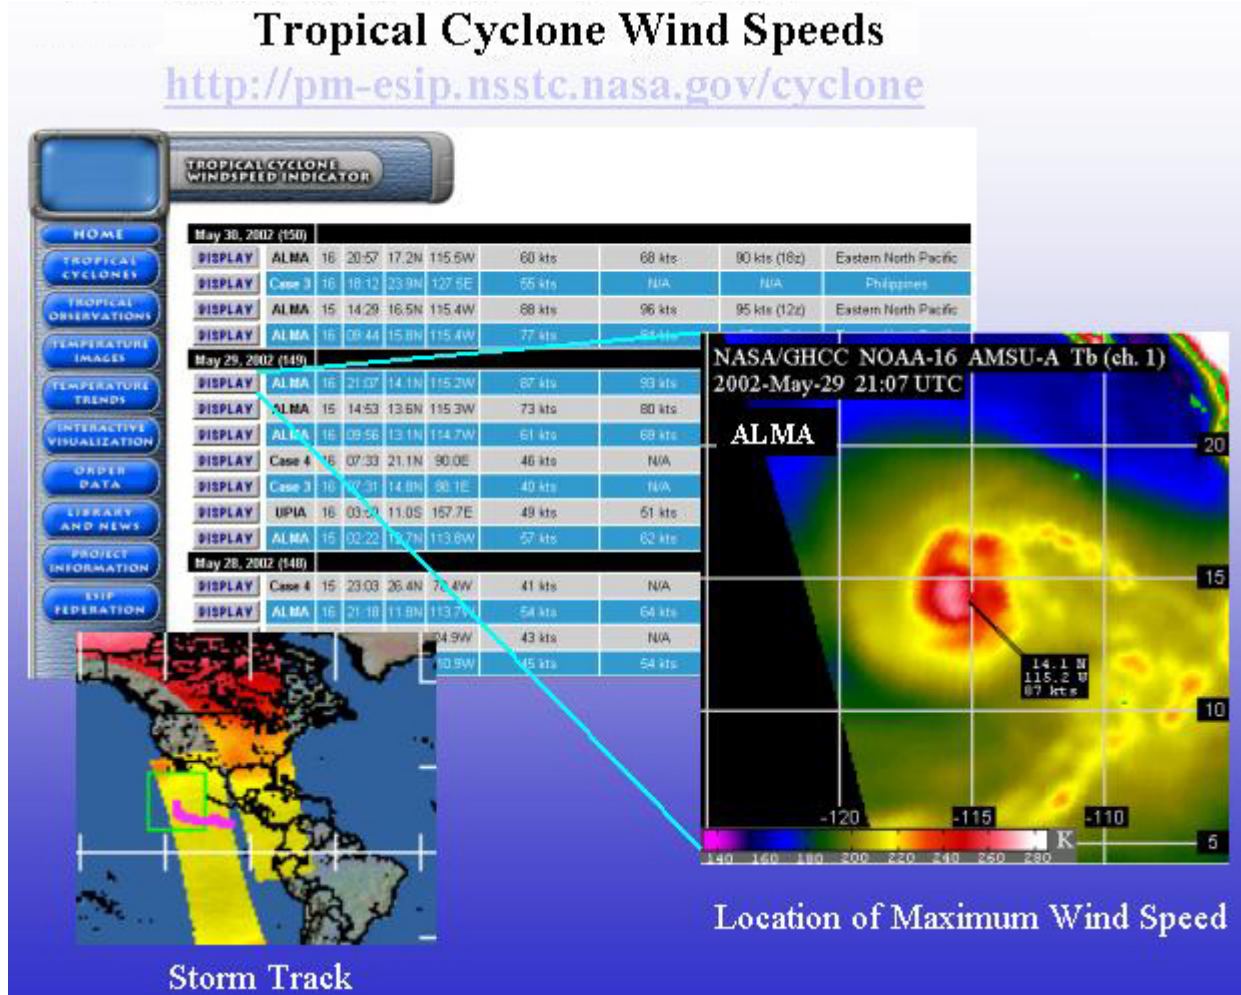 Tropical Cyclone Wind Speeds
http://pm-esip.nsstc.nasa.gov/cyclone
TROPICAL CYCLONE
WINDSPEED INDICATOR
HOME
TROPICAL
CYCLONES
TROPICAL
OBSERVATIONS
TEMPERATURE
IMAGES
TEMPERATURE
TRENDS
INTERACTIVE
VISUALIZATION
ORDER
DATA
LIBRARY
AND NEWS
PROJECT
INFORMATION
ESIP
FEDERATION
May 30, 2002 (150)
DISPLAY ALMA 16 20:57 17.2N 115.5W 60 kts 68 kts 90 kts (18z) Eastern North Pacific
DISPLAY Case 3 16 18:12 23.9N 127.5E 55 kts N/A N/A Philippines
DISPLAY ALMA 15 14:29 16.5N 115.4W 88 kts 96 kts 95 kts (12z) Eastern North Pacific
DISPLAY ALMA 16 09:44 15.8N 115.4W 77 kts
May 29, 2002 (149)
DISPLAY ALMA 16 21:07 14.1N 115.2W 87 kts 93 kts
DISPLAY ALMA 15 14:53 13.6N 115.3W 73 kts 80 kts
DISPLAY ALMA 16 09:56 13.1N 114.7W 61 kts 69 kts
DISPLAY Case 4 16 07:33 21.1N 90.0E 46 kts N/A
DISPLAY Case 3 16 07:31 14.8N 98.1E 40 kts N/A
DISPLAY UPIA 16 11.0S 157.7E 49 kts 51 kts
DISPLAY ALMA 15 02:22 113.8W 57 kts 62 kts
May 28, 2002 (148)
DISPLAY Case 4 15 23:03 26.4N 41 kts N/A
DISPLAY ALMA 16 21:18 11.8N 54 kts 64 kts
43 kts N/A
45 kts 54 kts
NASA/GHCC NOAA-16 AMSU-A Tb (ch. 1)
2002-May-29 21:07 UTC
ALMA
20
15
14.1 N
115.2 W
87 kts
10
-120 -115 -110
K 5
140 160 180 200 220 240 260 280
Location of Maximum Wind Speed
Storm Track